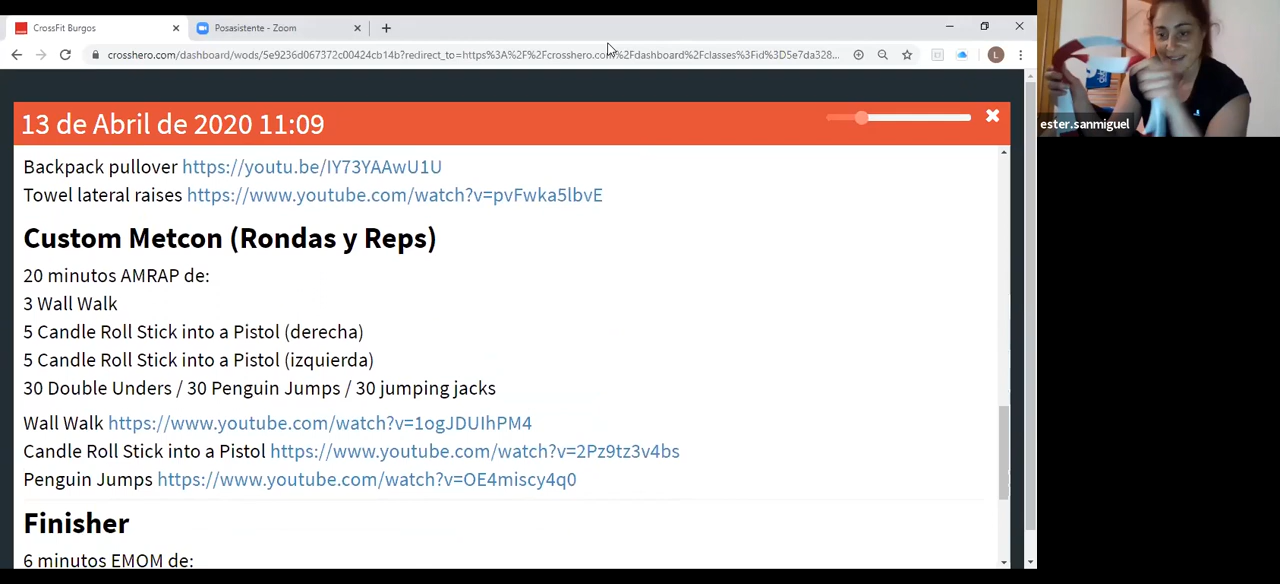 CrossFit Burgos
Posasistente - Zoom
crosshero.com/dashboard/wods/5e9236d067372c00424cb14b?redirect_to=https%3A%2F%2Fcrosshero.com%2Fdashboard%2Fclasses%3Fid%3D5e7da328...
L
13 de Abril de 2020 11:09
ester.sanmiguel
Backpack pullover https://youtu.be/IY73YAAwU1U
Towel lateral raises https://www.youtube.com/watch?v=pvFwka5lbvE
Custom Metcon (Rondas y Reps)
20 minutos AMRAP de:
3 Wall Walk
5 Candle Roll Stick into a Pistol (derecha)
5 Candle Roll Stick into a Pistol (izquierda)
30 Double Unders / 30 Penguin Jumps / 30 jumping jacks
Wall Walk https://www.youtube.com/watch?v=1ogJDUIhPM4
Candle Roll Stick into a Pistol https://www.youtube.com/watch?v=2Pz9tz3v4bs
Penguin Jumps https://www.youtube.com/watch?v=OE4miscy4q0
Finisher
6 minutos EMOM de: